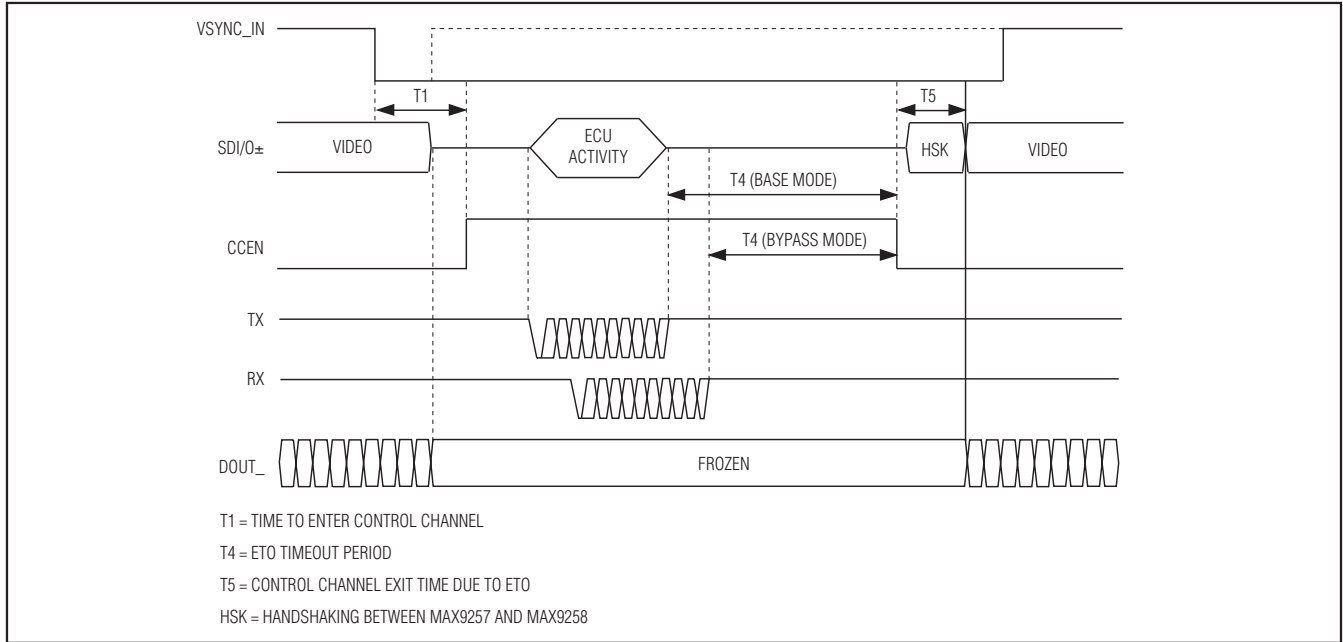 VSYNC_IN
T1
T5
SDI/O±
VIDEO
ECU
ACTIVITY
HSK
VIDEO
T4 (BASE MODE)
CCEN
T4 (BYPASS MODE)
TX
RX
DOUT_
FROZEN
T1 = TIME TO ENTER CONTROL CHANNEL
T4 = ETO TIMEOUT PERIOD
T5 = CONTROL CHANNEL EXIT TIME DUE TO ETO
HSK = HANDSHAKING BETWEEN MAX9257 AND MAX9258